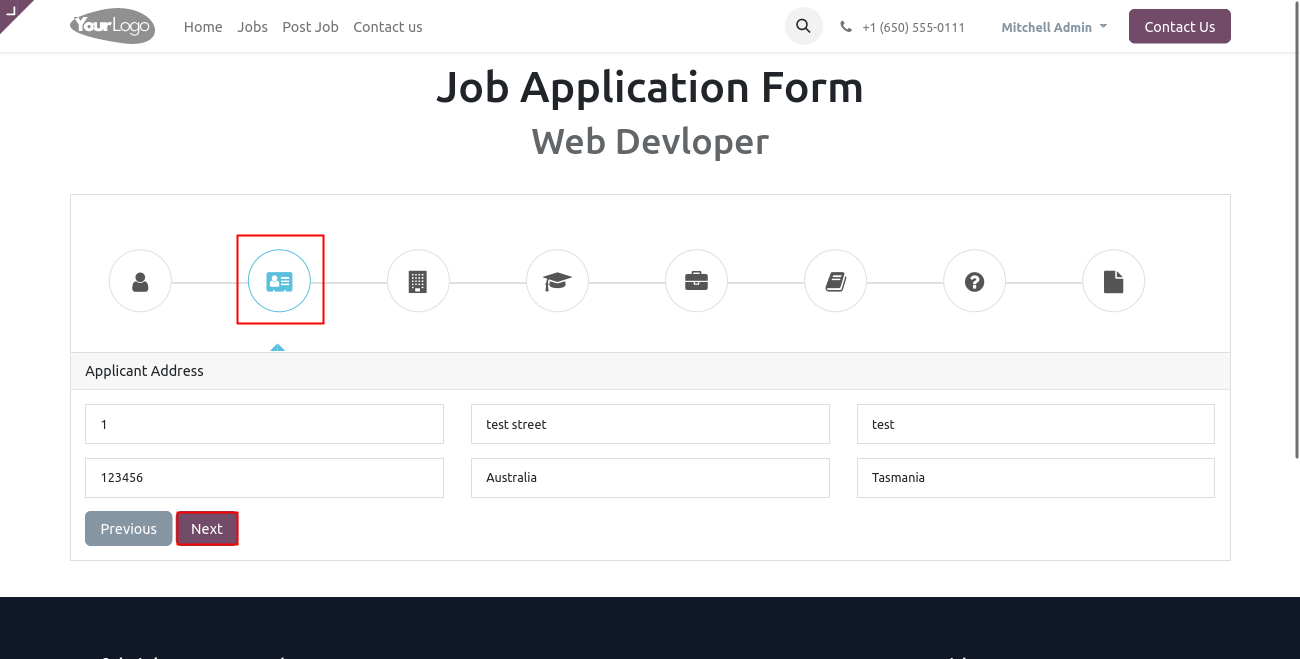 YourLogo
Home Jobs Post Job Contact us
+1 (650) 555-0111
Mitchell Admin
Contact Us
Job Application Form
Web Devloper
Applicant Address
1 test street test
123456 Australia Tasmania
Previous Next